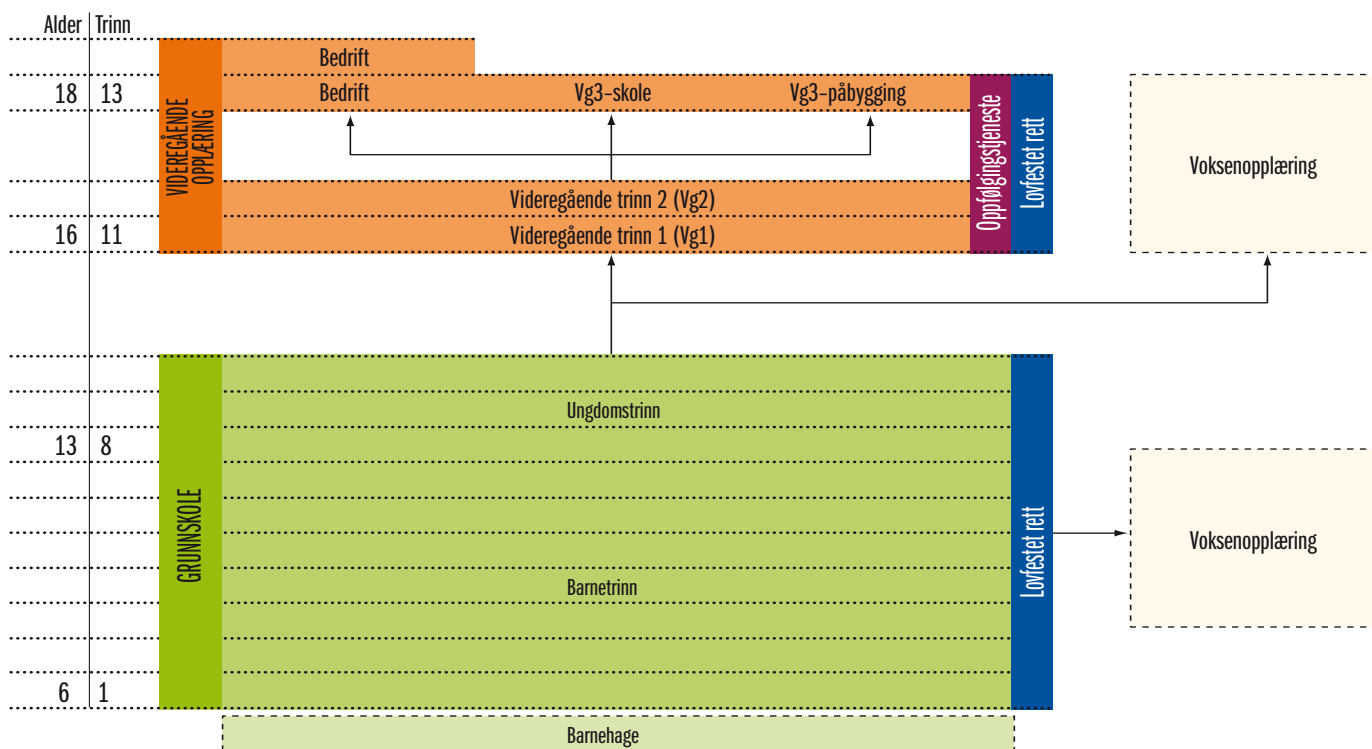 Alder Trinn
Bedrift
18 13 Bedrift Vg3-skole Vg3-påbygging
VIDEREGÅENDE
OPPLÆRING
Oppfølgingstjeneste
Lovfestet rett
Voksenopplæring
Videregående trinn 2 (Vg2)
16 11 Videregående trinn 1 (Vg1)
Ungdomstrinn
13 8
GRUNNSKOLE
Lovfestet rett
Voksenopplæring
Barnetrinn
6 1
Barnehage